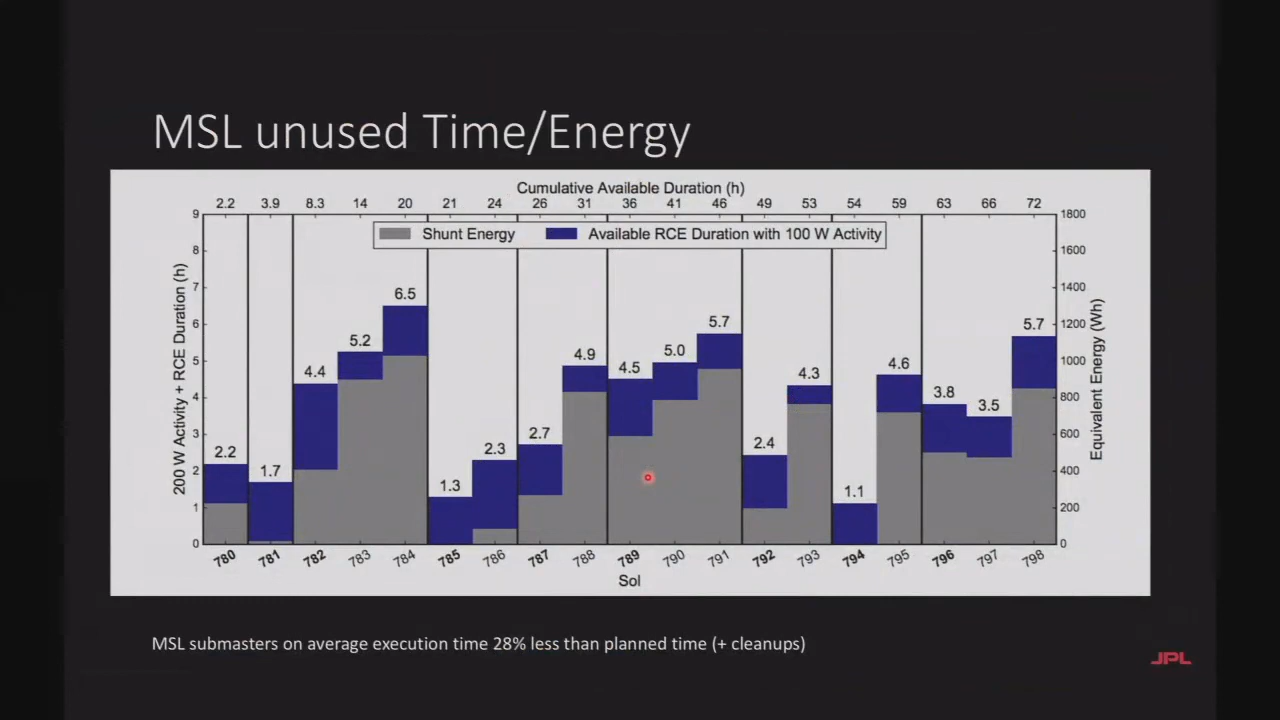 MSL unused Time/Energy
Cumulative Available Duration (h)
2.2 3.9 8.3 14 20 21 24 26 31 36 41 46 49 53 54 59 63 66 72
Shunt Energy
Available RCE Duration with 100 W Activity
200 W Activity + RCE Duration (h)
9
8
7
6
5
4
3
2
1
0
2.2 1.7 4.4 5.2 6.5 1.3 2.3 2.7 4.9 4.5 5.0 5.7 2.4 4.3 1.1 4.6 3.8 3.5 5.7
1800
1600
1400
1200
1000
800
600
400
200
0
Equivalent Energy (Wh)
780 781 782 783 784 785 786 787 788 789 790 791 792 793 794 795 796 797 798
Sol
MSL submasters on average execution time 28% less than planned time (+ cleanups)
JPL